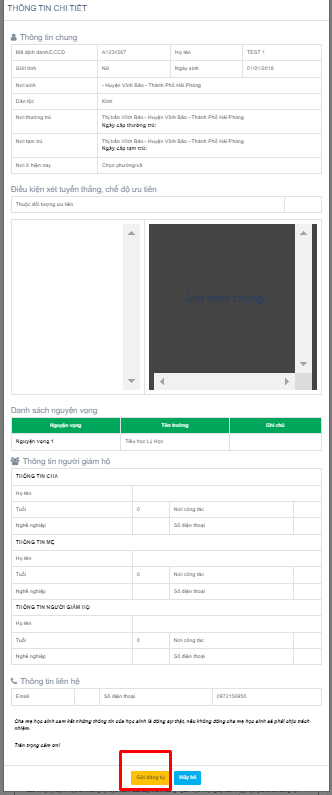 THÔNG TIN CHI TIẾT
Thông tin chung
Mã định danh/CCCD A1234567 Họ tên TEST 1
Giới tính Nữ Ngày sinh 01/01/2018
Nơi sinh - Huyện Vĩnh Bảo - Thành Phố Hải Phòng
Dân tộc Kinh
Nơi thường trú Thị trấn Vĩnh Bảo - Huyện Vĩnh Bảo - Thành Phố Hải Phòng
Ngày cấp thường trú:
Nơi tạm trú Thị trấn Vĩnh Bảo - Huyện Vĩnh Bảo - Thành Phố Hải Phòng
Ngày cấp tạm trú:
Nơi ở hiện nay Chọn phường/xã
Điều kiện xét tuyển thẳng, chế độ ưu tiên
Thuộc đối tượng ưu tiên
Ảnh minh chứng
Danh sách nguyện vọng
Nguyện vọng Tên trường Ghi chú
Nguyện vọng 1 Tiểu học Lý Học
Thông tin người giám hộ
THÔNG TIN CHA
Họ tên
Tuổi 0 Nơi công tác
Nghề nghiệp Số điện thoại
THÔNG TIN MẸ
Họ tên
Tuổi 0 Nơi công tác
Nghề nghiệp Số điện thoại
THÔNG TIN NGƯỜI GIÁM HỘ
Họ tên
Tuổi 0 Nơi công tác
Nghề nghiệp Số điện thoại
Thông tin liên hệ
Email Số điện thoại 0972156950
Cha mẹ học sinh cam kết những thông tin của học sinh là đúng sự thật, nếu không đúng cha mẹ học sinh sẽ phải chịu trách
nhiệm.
Trân trọng cảm ơn!
Gửi đăng ký Hủy bỏ